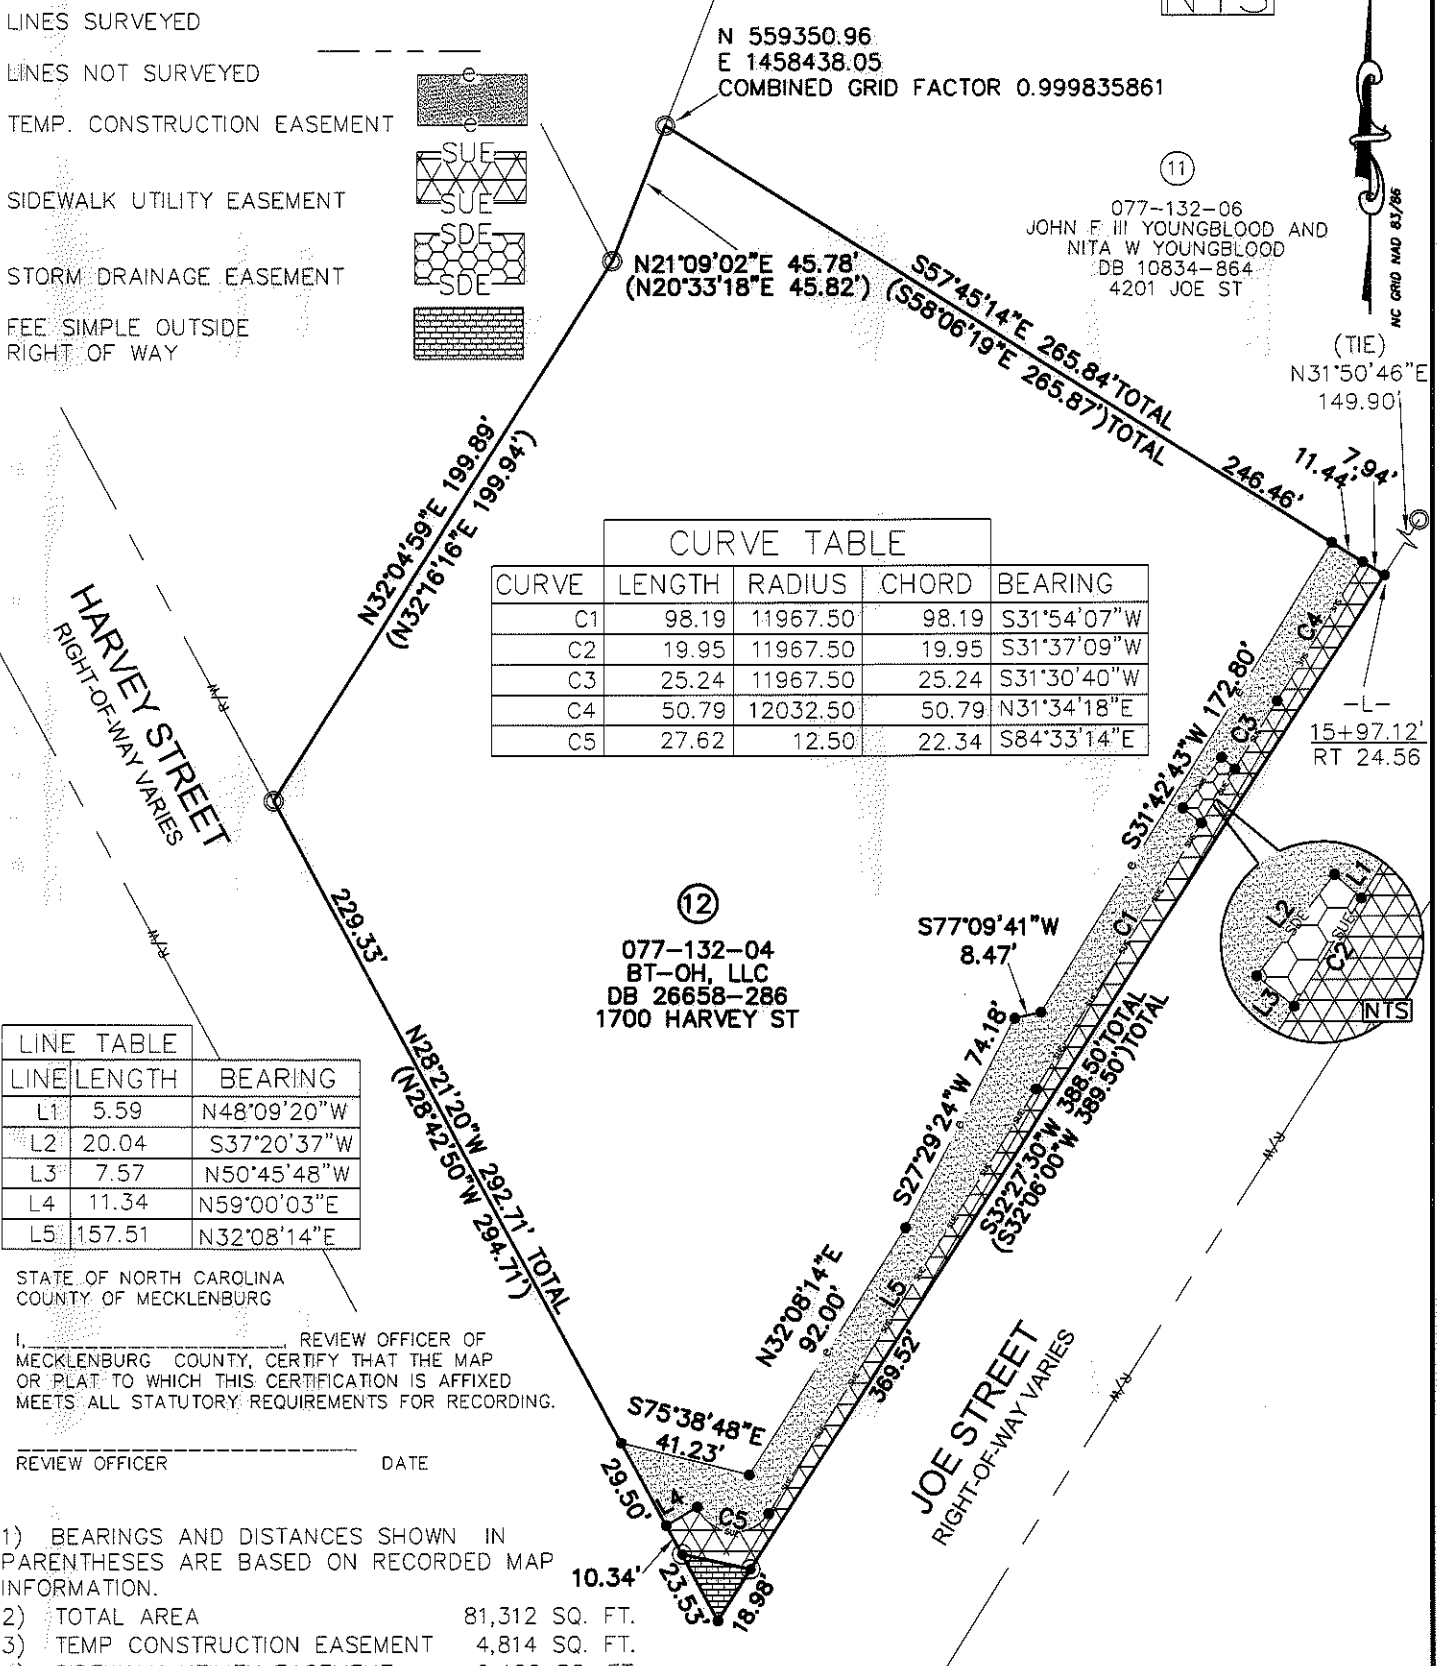 NTS
LINES SURVEYED
LINES NOT SURVEYED
TEMP. CONSTRUCTION EASEMENT
e
e
SIDEWALK UTILITY EASEMENT
SUE
SUE
STORM DRAINAGE EASEMENT
SDE
SDE
FEE SIMPLE OUTSIDE
RIGHT OF WAY
N 559350.96
E 1458438.05
COMBINED GRID FACTOR 0.999835861
11
077-132-06
JOHN F III YOUNGBLOOD AND
NITA W YOUNGBLOOD
DB 10834-864
4201 JOE ST
NC GRID NAD 83/86
(TIE)
N31°50'46"E
149.90'
N21°09'02"E 45.78'
(N20°33'18"E 45.82')
S57°45'14"E 265.84'TOTAL
(S58°06'19"E 265.87')TOTAL
246.46'
11.44'
7.94'
N32°04'59"E 199.89'
(N32°16'16"E 199.94')
CURVE TABLE
CURVE LENGTH RADIUS CHORD BEARING
C1 98.19 11967.50 98.19 S31°54'07"W
C2 19.95 11967.50 19.95 S31°37'09"W
C3 25.24 11967.50 25.24 S31°30'40"W
C4 50.79 12032.50 50.79 N31°34'18"E
C5 27.62 12.50 22.34 S84°33'14"E
HARVEY STREET
RIGHT-OF-WAY VARIES
R/W
R/W
-L-
15+97.12'
RT 24.56
C4
C3
S31°42'43"W 172.80'
C1
L1
L2
SDE
SUE
C2
L3
NTS
229.33'
12
077-132-04
BT-OH, LLC
DB 26658-286
1700 HARVEY ST
S77°09'41"W
8.47'
S27°29'24"W 74.18'
S32°27'30"W 388.50'TOTAL
(S32°06'00"W 389.50')TOTAL
N28°21'20"W 292.71' TOTAL
(N28°42'50"W 294.71')
LINE TABLE
LINE LENGTH BEARING
L1 5.59 N48°09'20"W
L2 20.04 S37°20'37"W
L3 7.57 N50°45'48"W
L4 11.34 N59°00'03"E
L5 157.51 N32°08'14"E
R/W
R/W
L5
N32°08'14"E
92.00'
369.52'
JOE STREET
RIGHT-OF-WAY VARIES
STATE OF NORTH CAROLINA
COUNTY OF MECKLENBURG
I,____________________, REVIEW OFFICER OF
MECKLENBURG COUNTY, CERTIFY THAT THE MAP
OR PLAT TO WHICH THIS CERTIFICATION IS AFFIXED
MEETS ALL STATUTORY REQUIREMENTS FOR RECORDING.
REVIEW OFFICER DATE
S75°38'48"E
41.23'
29.50'
L4
C5
SUE
10.34'
23.53'
18.98'
1) BEARINGS AND DISTANCES SHOWN IN
PARENTHESES ARE BASED ON RECORDED MAP
INFORMATION.
2) TOTAL AREA 81,312 SQ. FT.
3) TEMP CONSTRUCTION EASEMENT 4,814 SQ. FT.